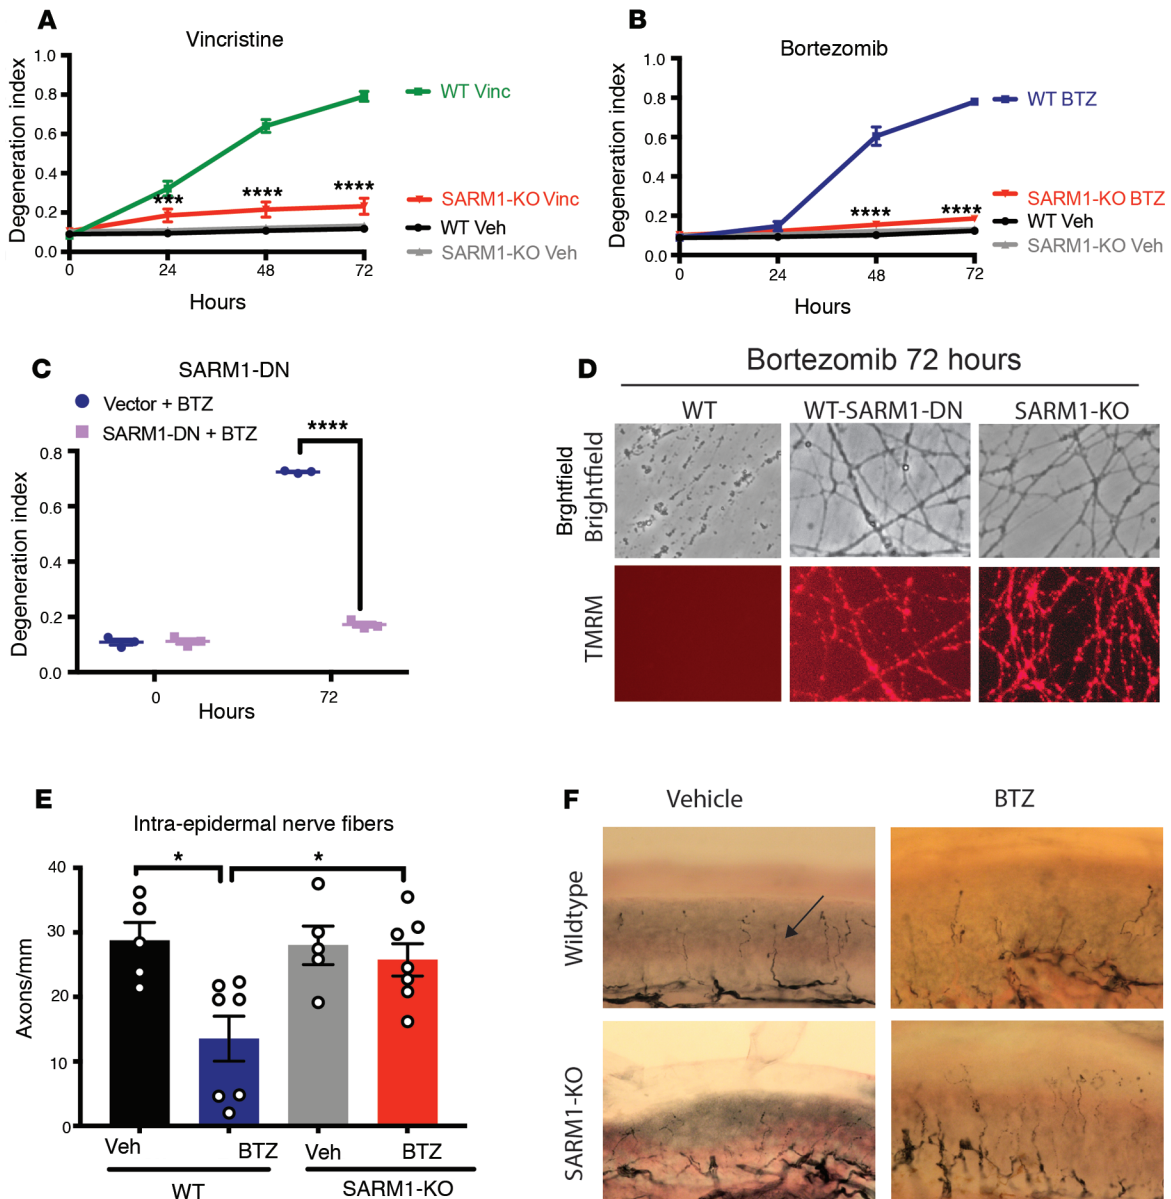 A
Vincristine
Degeneration index
1.0
0.8
0.6
0.4
0.2
0.0
0
24
48
72
Hours
***
****
****
WT Vinc
SARM1-KO Vinc
WT Veh
SARM1-KO Veh
B
Bortezomib
Degeneration index
1.0
0.8
0.6
0.4
0.2
0.0
0
24
48
72
Hours
****
****
WT BTZ
SARM1-KO BTZ
WT Veh
SARM1-KO Veh
C
SARM1-DN
Vector + BTZ
SARM1-DN + BTZ
****
Degeneration index
0.8
0.6
0.4
0.2
0.0
0
72
Hours
D
Bortezomib 72 hours
WT
WT-SARM1-DN
SARM1-KO
Brghtfield
Brightfield
TMRM
E
Intra-epidermal nerve fibers
*
*
Axons/mm
40
30
20
10
0
Veh
BTZ
Veh
BTZ
WT
SARM1-KO
F
Vehicle
BTZ
Wildtype
SARM1-KO